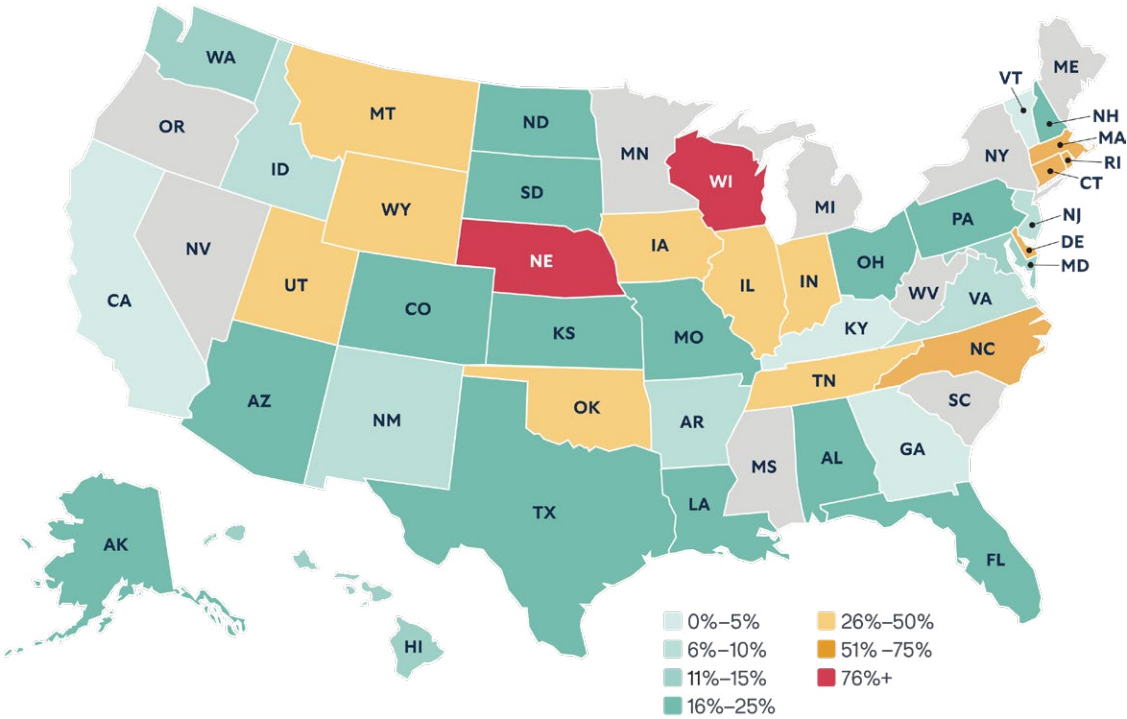 WA
ME
VT
MT
ND
NH
OR
MN
MA
ID
NY
RI
WI
CT
SD
WY
MI
PA
NJ
NV
IA
DE
NE
OH
MD
UT
IL
IN
WV
CA
CO
VA
KS
MO
KY
NC
TN
AZ
OK
NM
AR
SC
GA
AL
MS
TX
LA
AK
FL
HI
0%–5%
6%–10%
11%–15%
16%–25%
26%–50%
51% –75%
76%+